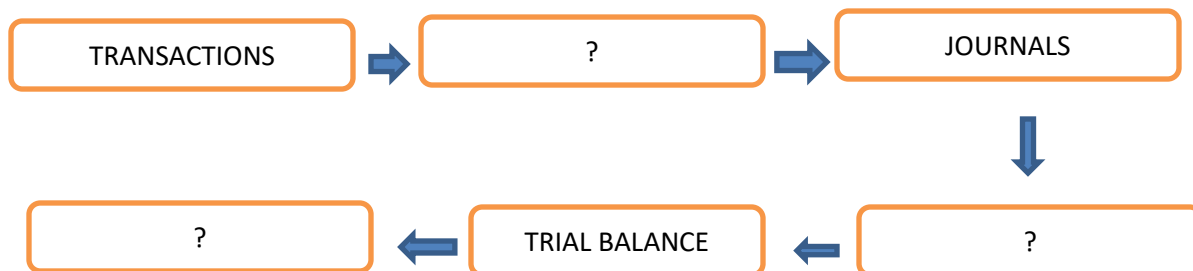 TRANSACTIONS
?
JOURNALS
?
TRIAL BALANCE
?